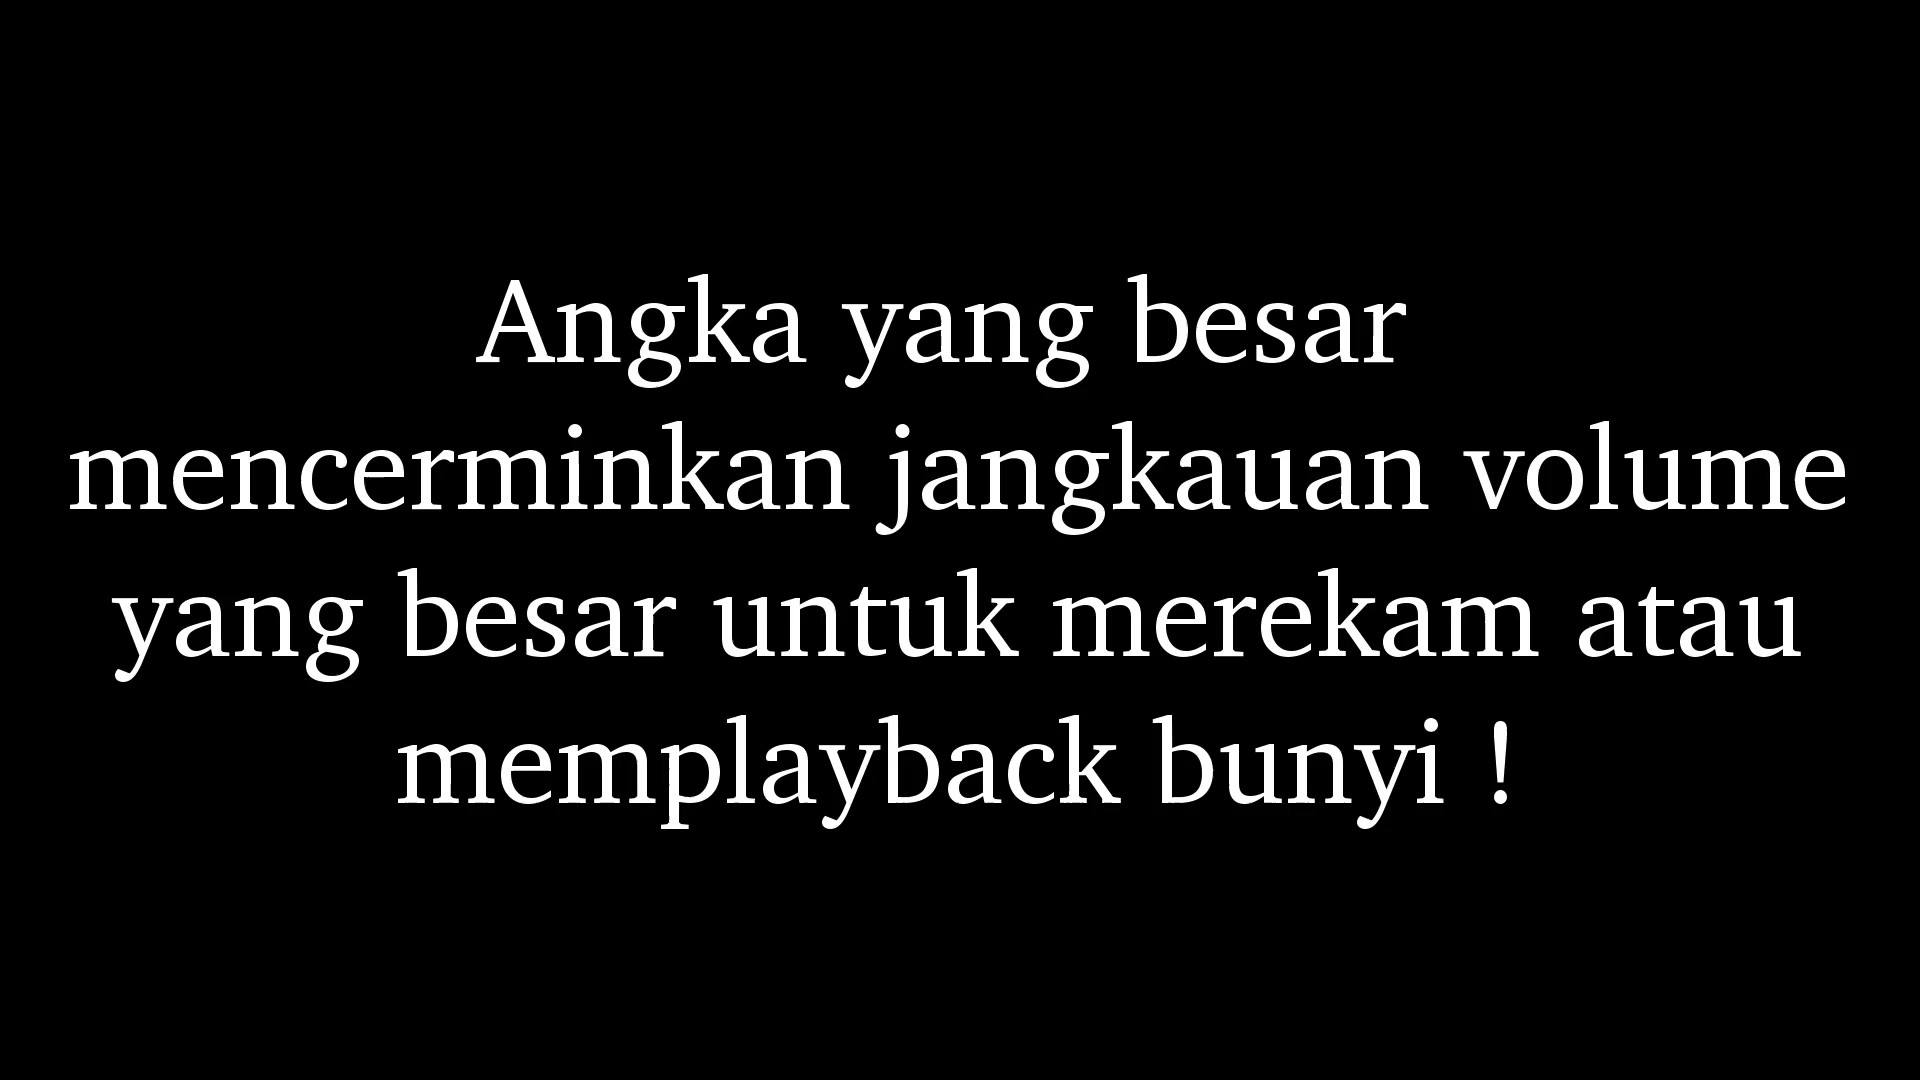 Angka yang besar
mencerminkan jangkauan volume
yang besar untuk merekam atau
memplayback bunyi !